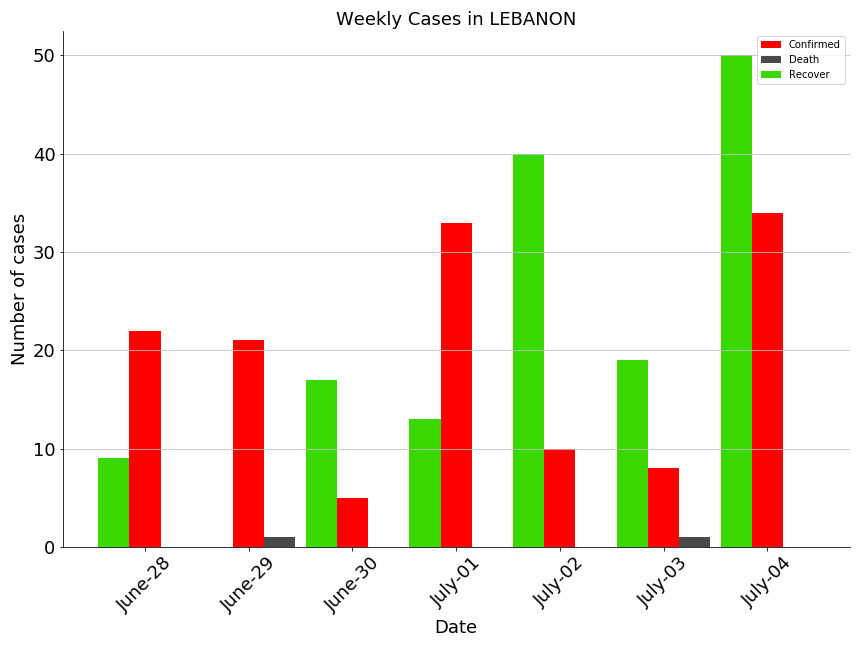 Weekly Cases in LEBANON
Confirmed
Death
Recover
Number of cases
50
40
30
20
10
0
June-28
June-29
June-30
July-01
July-02
July-03
July-04
Date